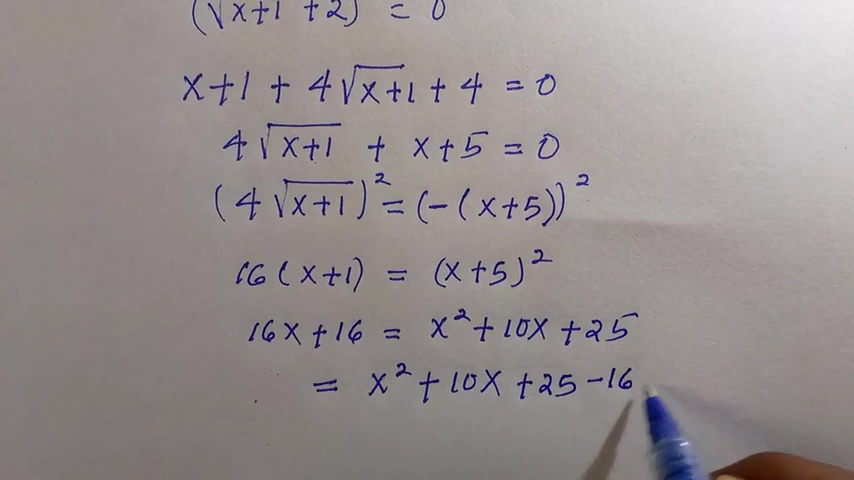 (√x+1 +2) = 0
x+1 + 4√x+1 + 4 = 0
4√x+1 + x+5 = 0
(4√x+1)² = (-(x+5))²
16(x+1) = (x+5)²
16x+16 = x²+10x+25
= x²+10x+25-16